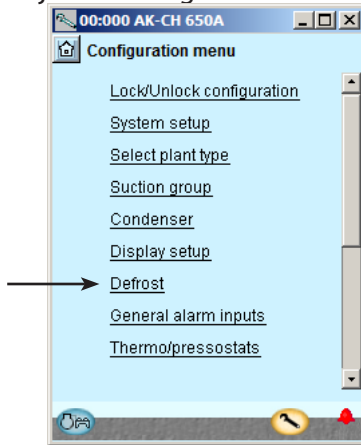 00:000 AK-CH 650A
Configuration menu
Lock/Unlock configuration
System setup
Select plant type
Suction group
Condenser
Display setup
Defrost
General alarm inputs
Thermo/pressostats